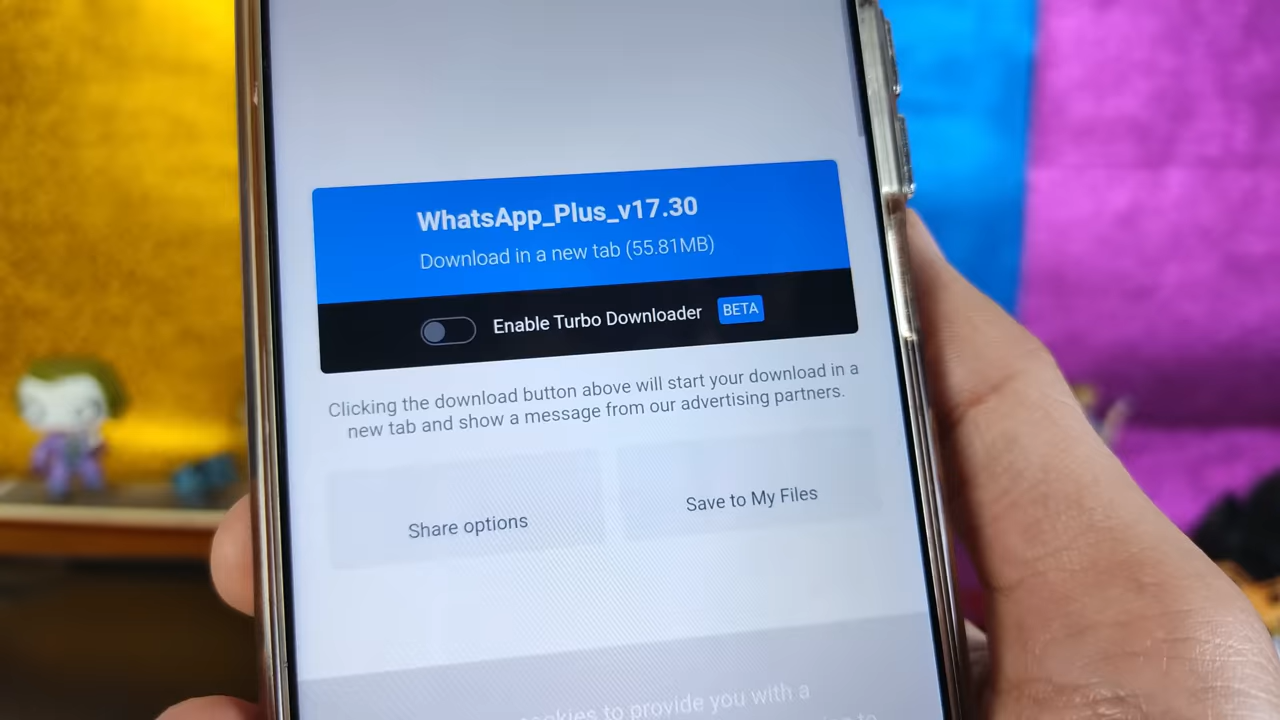 WhatsApp_Plus_v17.30
Download in a new tab (55.81MB)
Enable Turbo Downloader BETA
Clicking the download button above will start your download in a
new tab and show a message from our advertising partners.
Share options
Save to My Files
to provide you with a